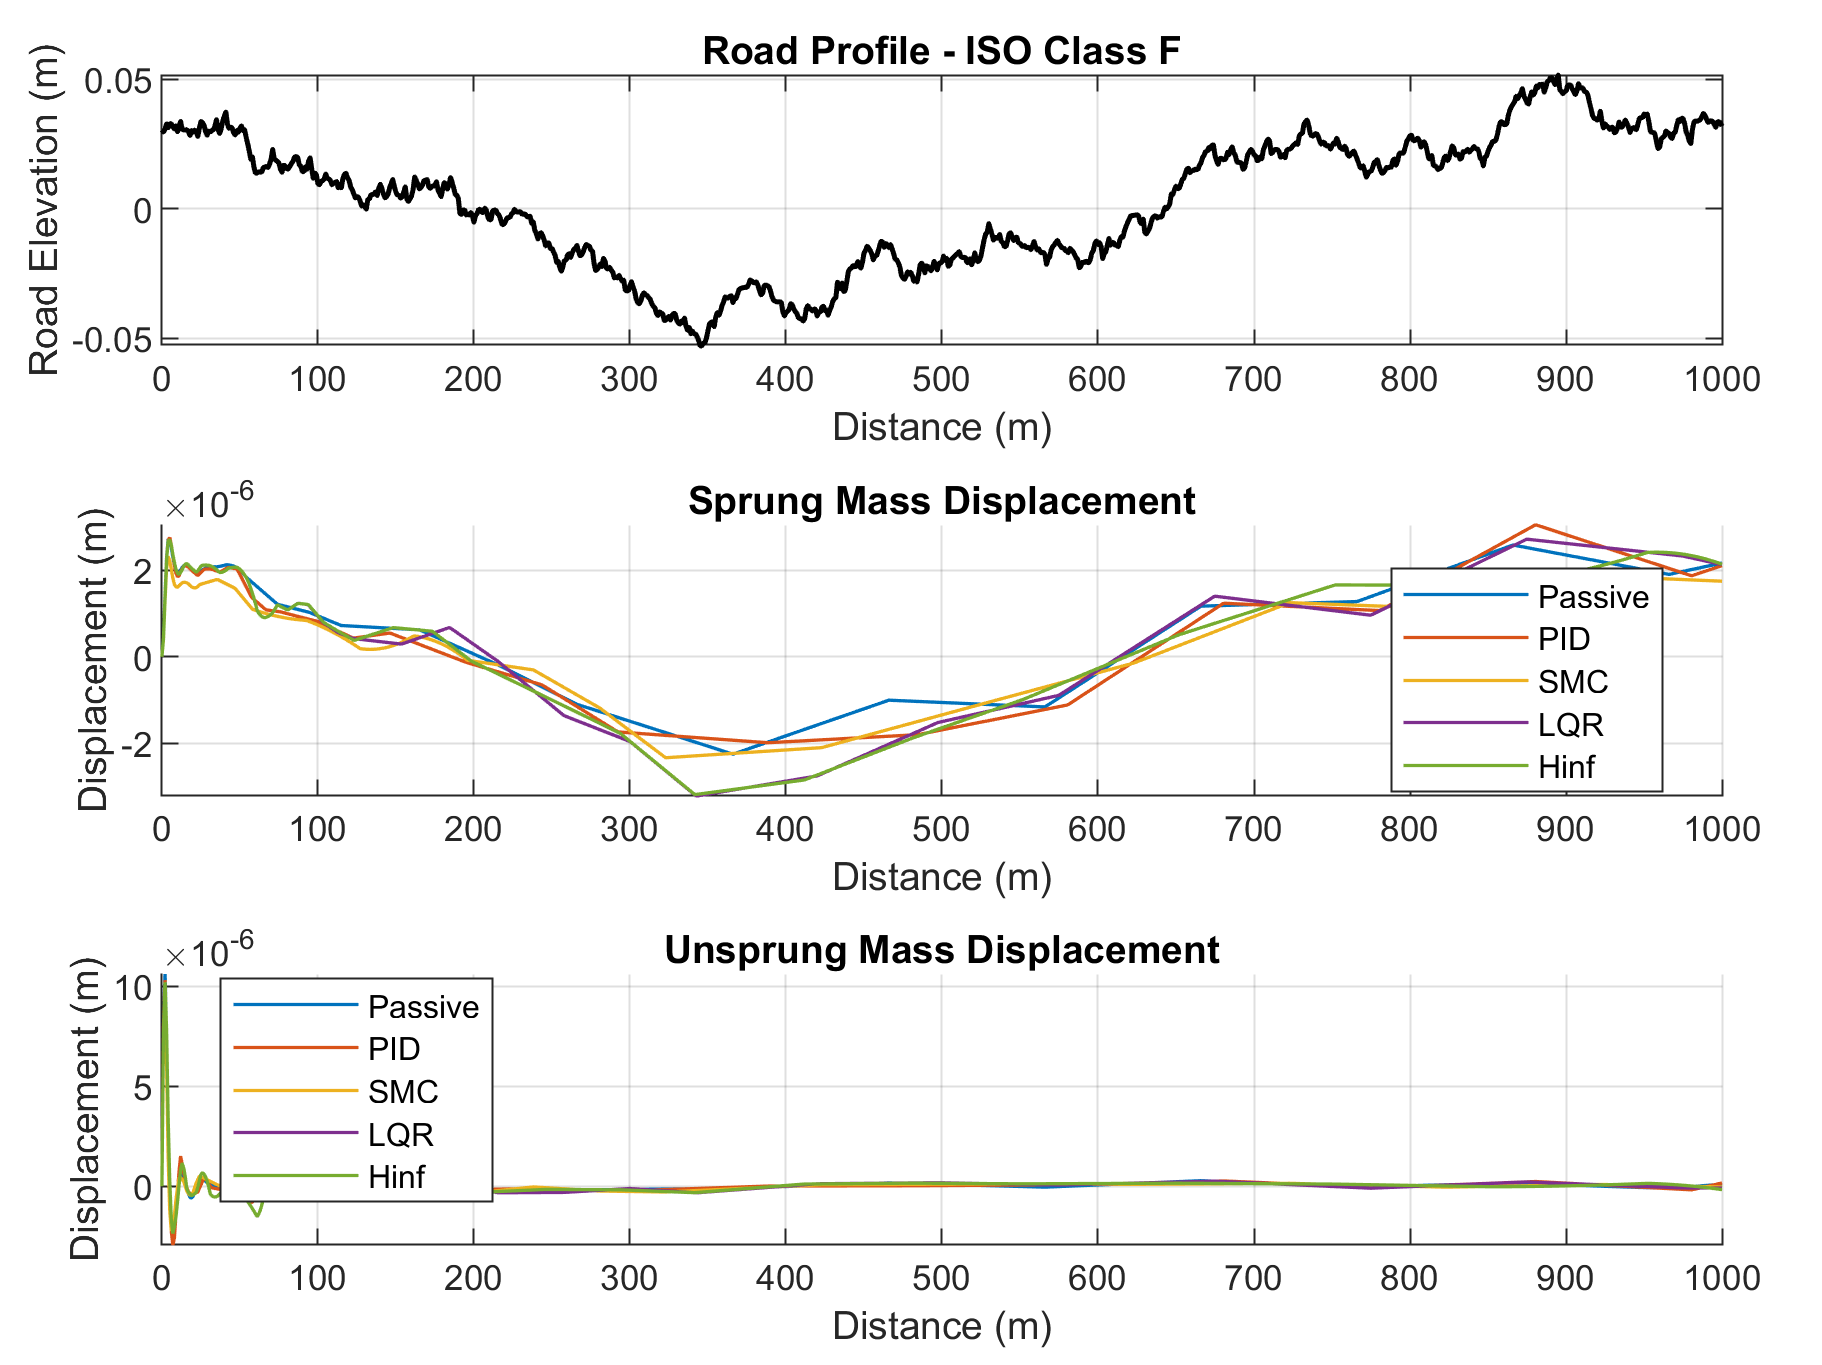 Road Profile - ISO Class F
Road Elevation (m)
0.05
0
-0.05
0 100 200 300 400 500 600 700 800 900 1000
Distance (m)
×10-6
Sprung Mass Displacement
Displacement (m)
2
0
-2
Passive
PID
SMC
LQR
Hinf
0 100 200 300 400 500 600 700 800 900 1000
Distance (m)
×10-6
Unsprung Mass Displacement
Displacement (m)
10
5
0
Passive
PID
SMC
LQR
Hinf
0 100 200 300 400 500 600 700 800 900 1000
Distance (m)